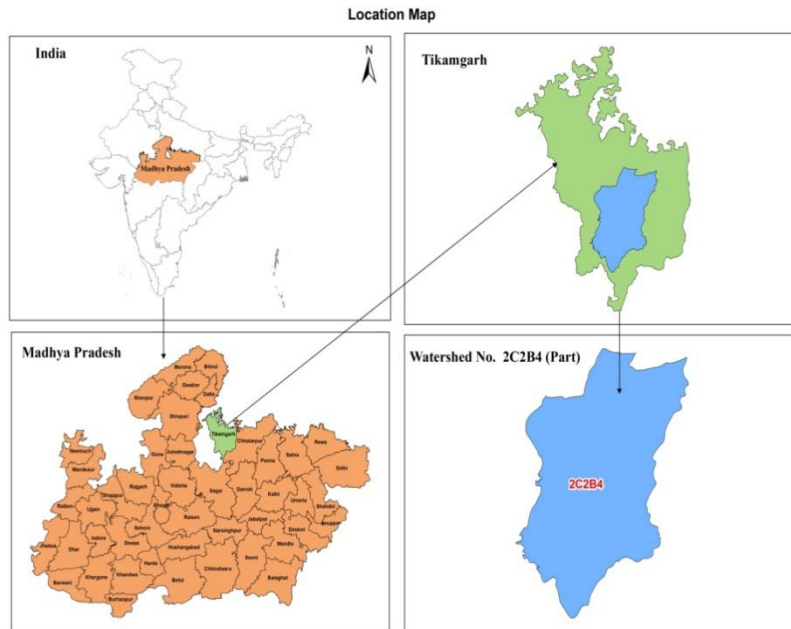 Location Map
India
N
Madhya Pradesh
Tikamgarh
Madhya Pradesh
Morena
Bhind
Gwalior
Sheorpur
Datia
Shivpuri
Tikamgarh
Chhatarpur
Rewa
Neemuch
Guna
Ashoknagar
Panna
Satna
Sidhi
Mandsaur
Rajgarh
Vidisha
Sagar
Damoh
Katni
Umaria
Shahdol
Ratlam
Ujjain
Shajapur
Bhopal
Raisen
Jabalpur
Anuppur
Sehore
Narsinghpur
Dindori
Jhabua
Dhar
Indore
Dewas
Hoshangabad
Mandla
Harda
Seoni
Barwani
Khargone
Khandwa
Betul
Chhindwara
Balaghat
Burhanpur
Watershed No. 2C2B4 (Part)
2C2B4